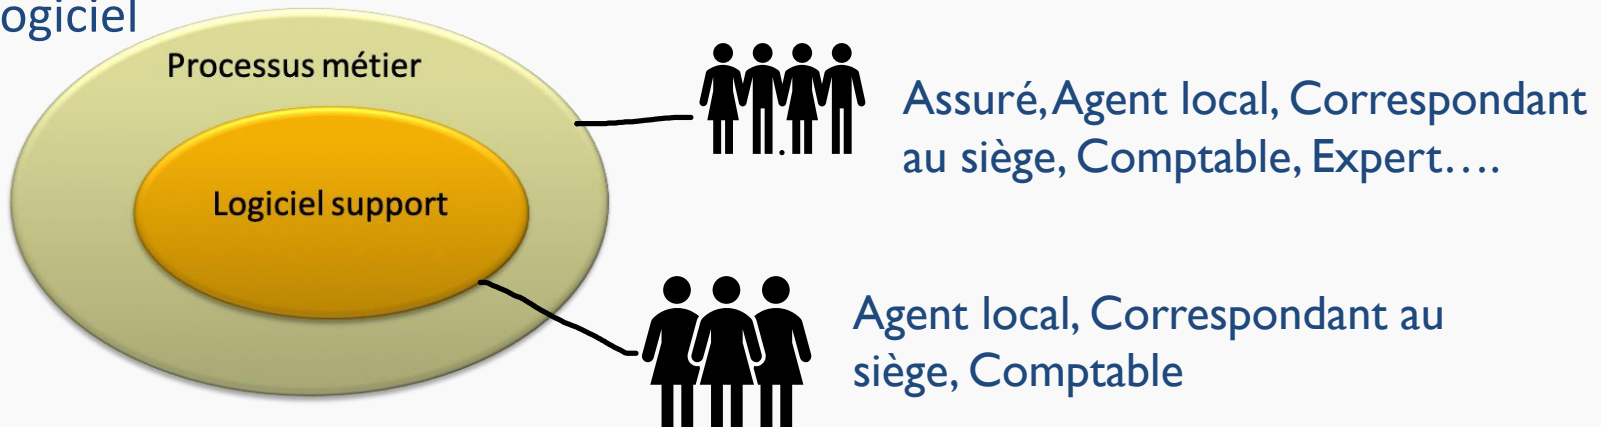 ogiciel
Processus métier
Logiciel support
Assuré, Agent local, Correspondant
au siège, Comptable, Expert….
Agent local, Correspondant au
siège, Comptable